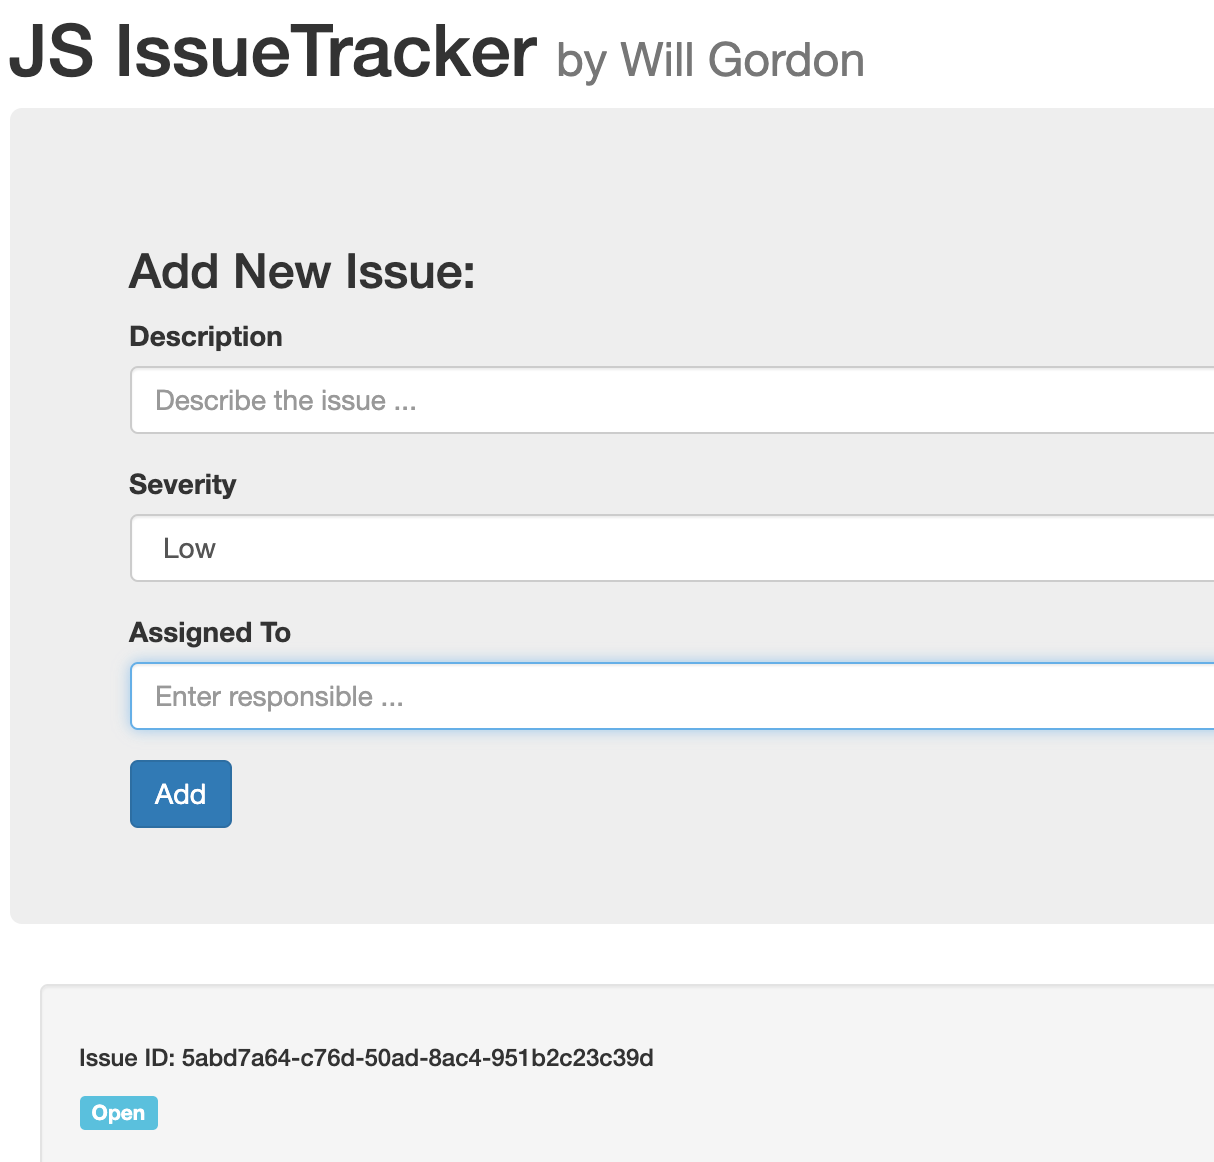 JS IssueTracker by Will Gordon
Add New Issue:
Description
Describe the issue ...
Severity
Low
Assigned To
Enter responsible ...
Add
Issue ID: 5abd7a64-c76d-50ad-8ac4-951b2c23c39d
Open